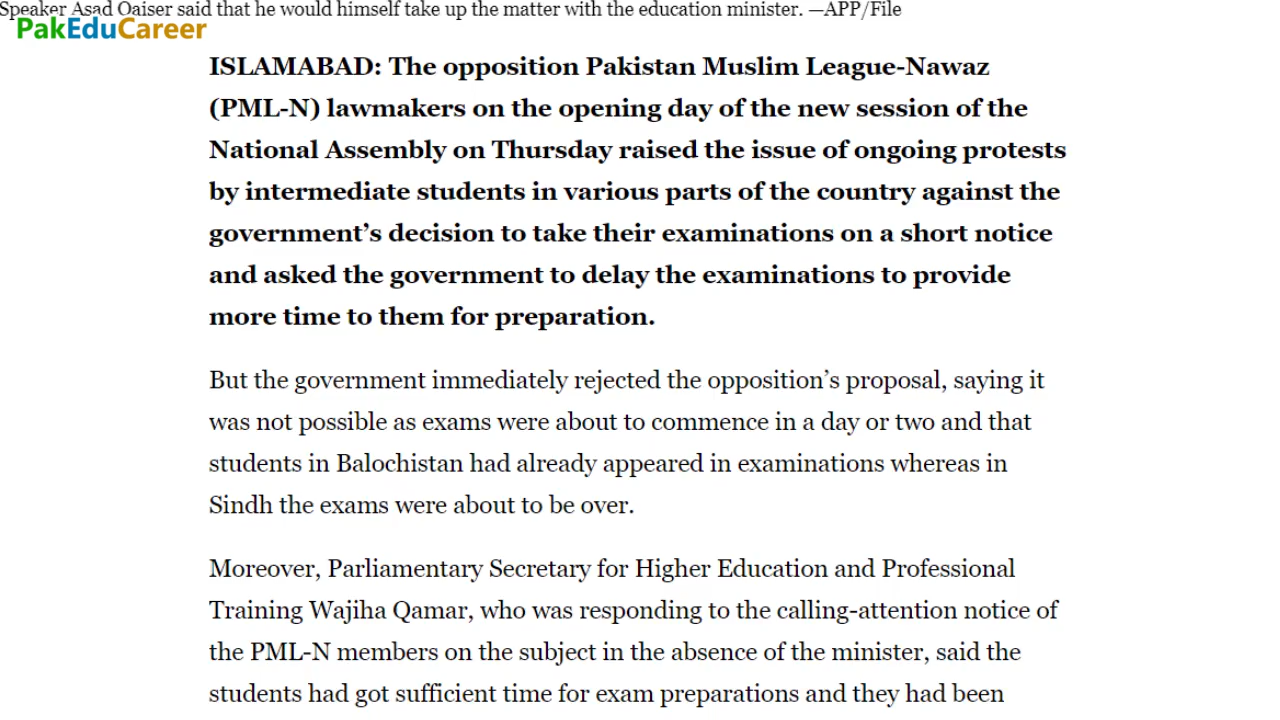 Speaker Asad Qaiser said that he would himself take up the matter with the education minister. —APP/File
PakEduCareer
ISLAMABAD: The opposition Pakistan Muslim League-Nawaz
(PML-N) lawmakers on the opening day of the new session of the
National Assembly on Thursday raised the issue of ongoing protests
by intermediate students in various parts of the country against the
government’s decision to take their examinations on a short notice
and asked the government to delay the examinations to provide
more time to them for preparation.
But the government immediately rejected the opposition’s proposal, saying it
was not possible as exams were about to commence in a day or two and that
students in Balochistan had already appeared in examinations whereas in
Sindh the exams were about to be over.
Moreover, Parliamentary Secretary for Higher Education and Professional
Training Wajiha Qamar, who was responding to the calling-attention notice of
the PML-N members on the subject in the absence of the minister, said the
students had got sufficient time for exam preparations and they had been